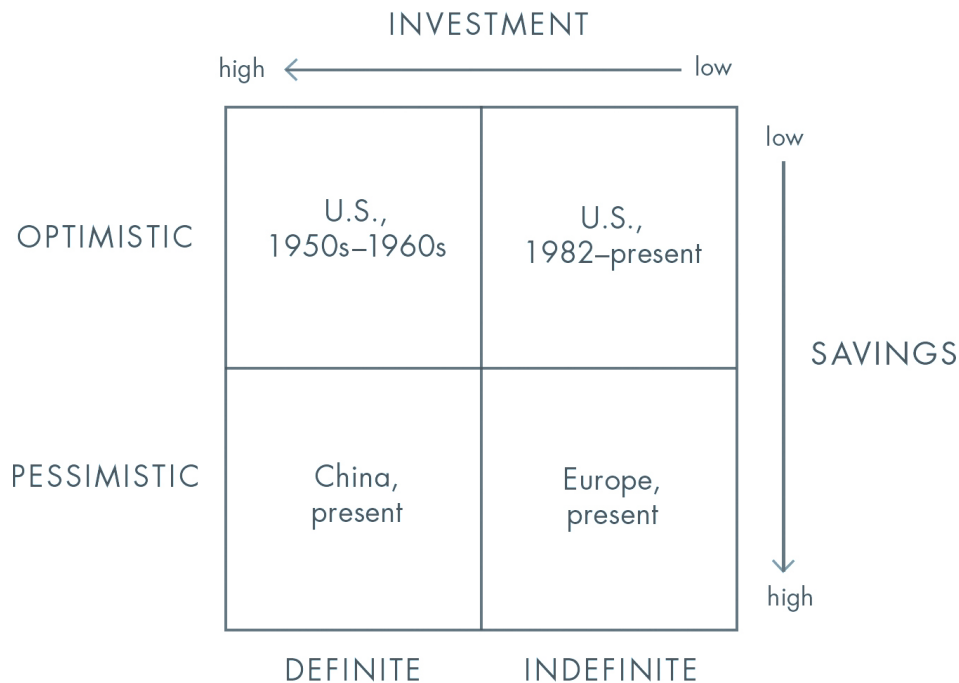 INVESTMENT
high
low
low
OPTIMISTIC
U.S.,
1950s–1960s
U.S.,
1982–present
SAVINGS
PESSIMISTIC
China,
present
Europe,
present
high
DEFINITE
INDEFINITE